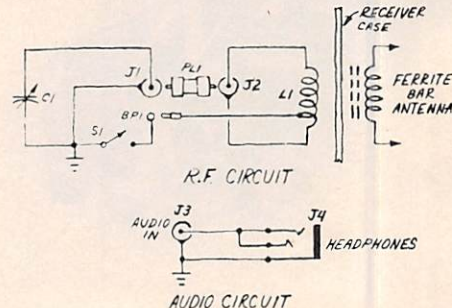 RECEIVER
CASE
J1
PL1
J2
C1
L1
BP1
S1
FERRITE
BAR
ANTENNA
R.F. CIRCUIT
J3
J4
AUDIO
IN
HEADPHONES
AUDIO CIRCUIT